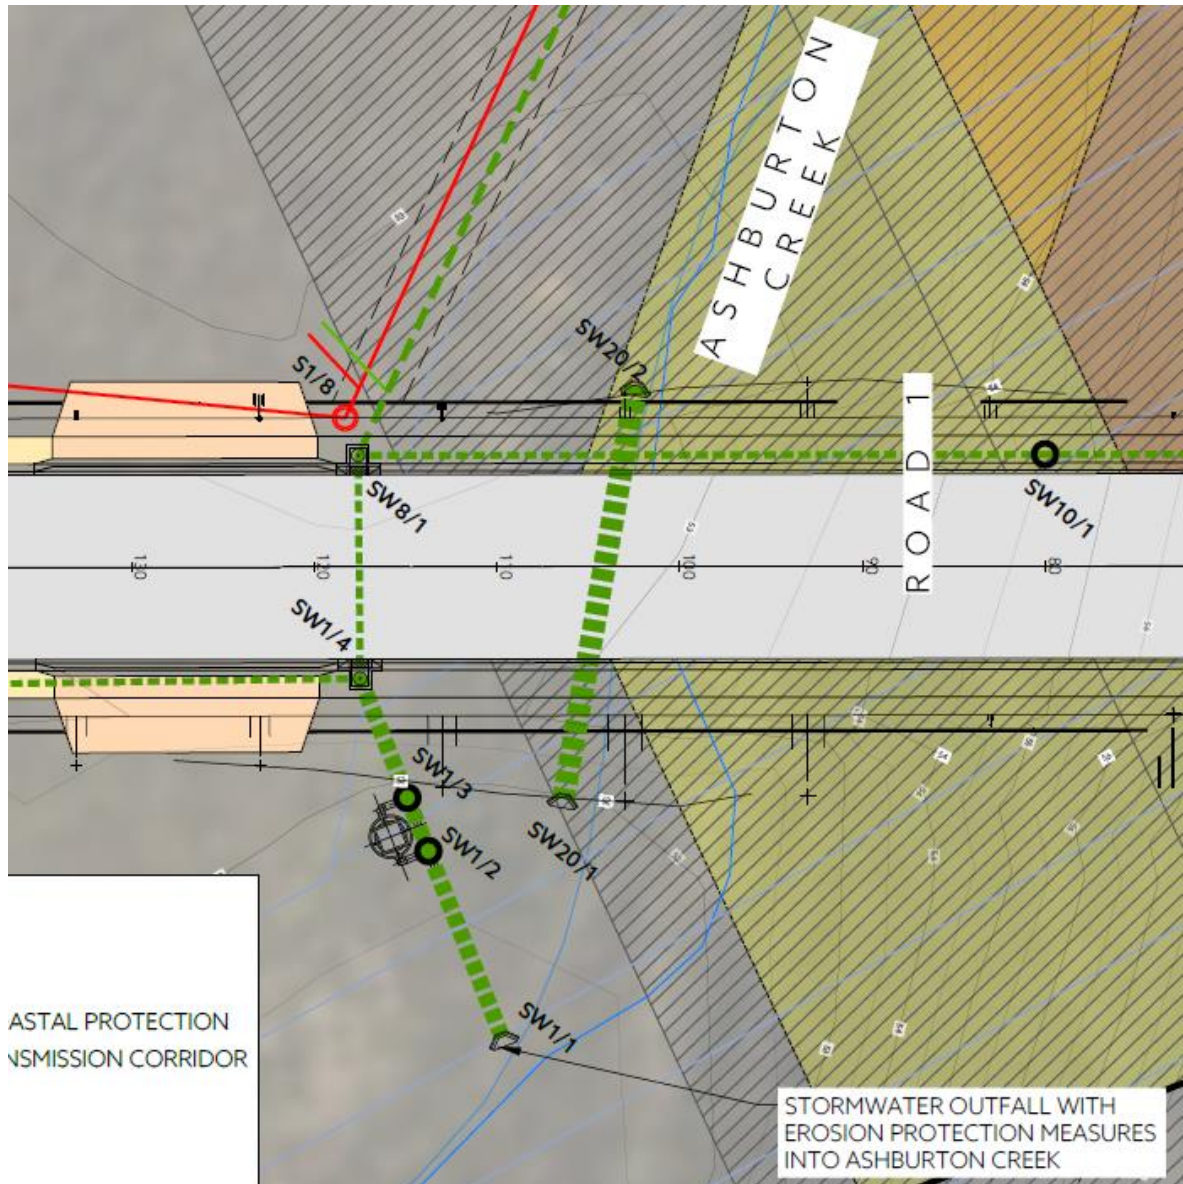 ASHBURTON
CREEK
SW20/2
S1/8
ROAD 1
SW8/1
SW10/1
130
120
110
100
90
80
53
SW1/4
SW1/3
SW1/2
SW20/1
54
SW1/1
ASTAL PROTECTION
NSMISSION CORRIDOR
STORMWATER OUTFALL WITH
EROSION PROTECTION MEASURES
INTO ASHBURTON CREEK